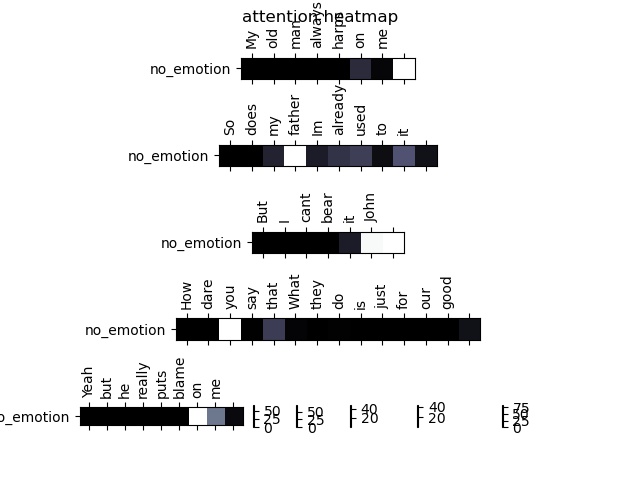 attention heatmap
My old man always harps on me
no_emotion
So does my father Im already used to it
no_emotion
But I cant bear it John
no_emotion
How dare you say that What they do is just for our good
no_emotion
Yeah but he really puts blame on me
o_emotion
50 50 40 40 75
25 25 20 20 50
0 0 25
0